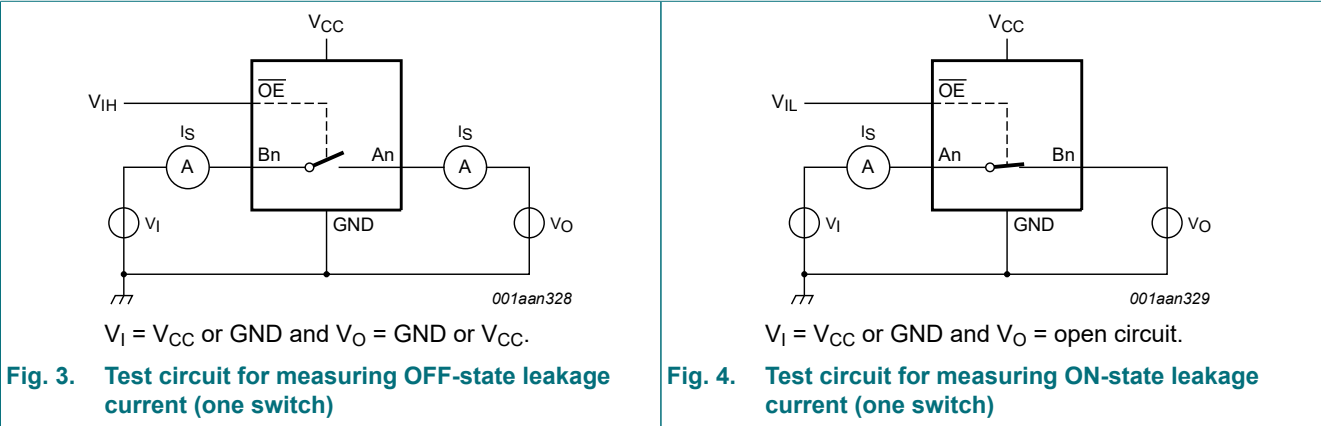 VCC
OE
VIH
IS
A
Bn
An
IS
A
VI
GND
VO
001aan328
VI = VCC or GND and VO = GND or VCC.
Fig. 3. Test circuit for measuring OFF-state leakage
current (one switch)
VCC
OE
VIL
IS
A
An
Bn
VI
GND
VO
001aan329
VI = VCC or GND and VO = open circuit.
Fig. 4. Test circuit for measuring ON-state leakage
current (one switch)